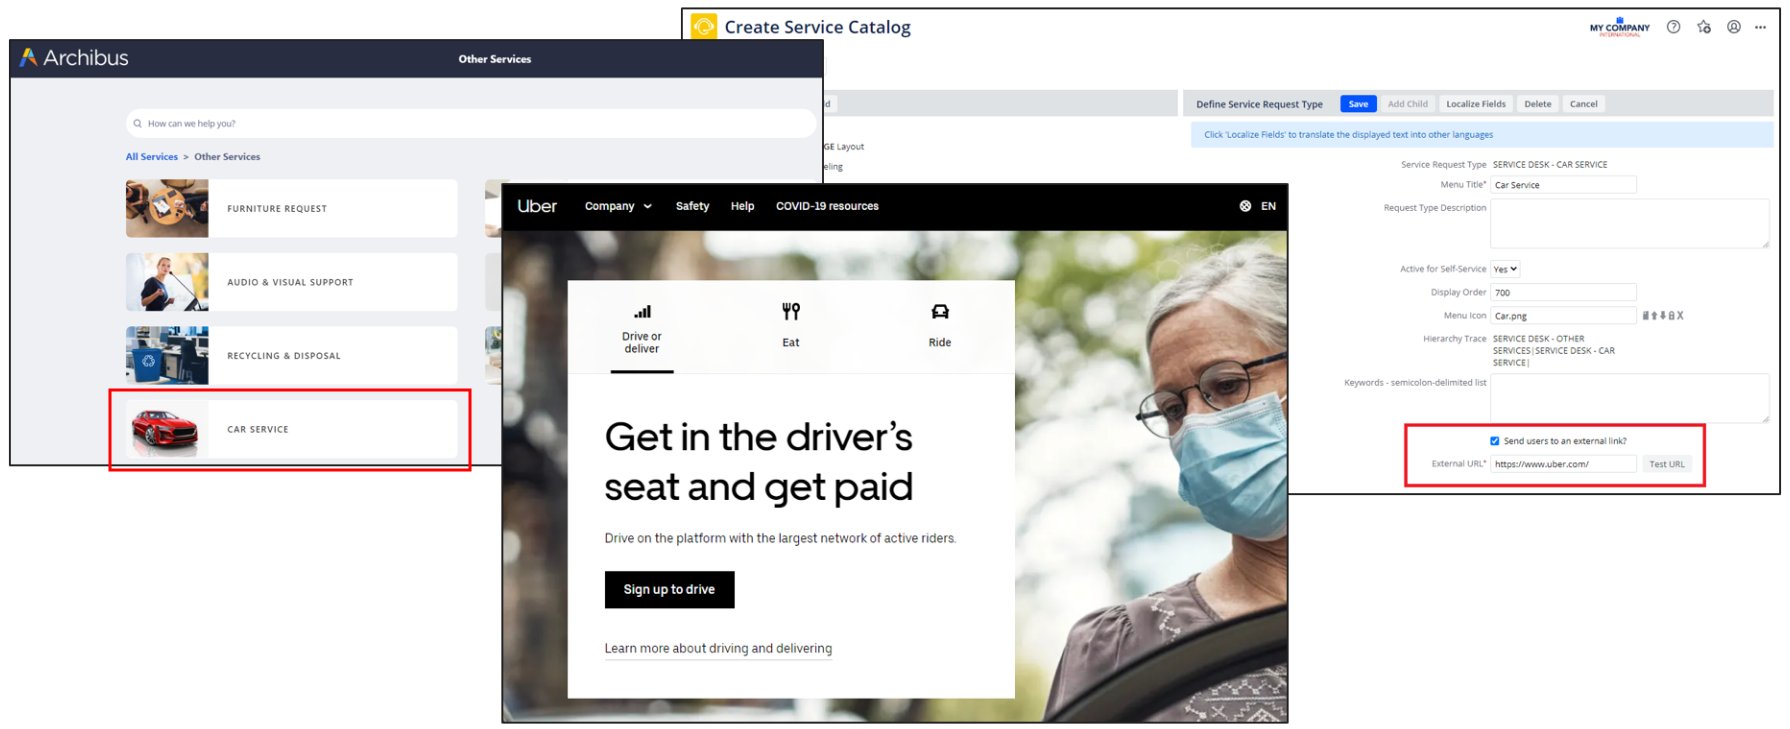 Create Service Catalog
MY COMPANY
INTERNATIONAL
Archibus
Other Services
How can we help you?
All Services > Other Services
FURNITURE REQUEST
AUDIO & VISUAL SUPPORT
RECYCLING & DISPOSAL
CAR SERVICE
GE Layout
eling
Define Service Request Type
Save
Add Child
Localize Fields
Delete
Cancel
Click 'Localize Fields' to translate the displayed text into other languages
Service Request Type SERVICE DESK - CAR SERVICE
Menu Title* Car Service
Request Type Description
Active for Self-Service Yes
Display Order 700
Menu Icon Car.png
Hierarchy Trace SERVICE DESK - OTHER
SERVICES|SERVICE DESK - CAR
SERVICE|
Keywords - semicolon-delimited list
Send users to an external link?
External URL* https://www.uber.com/ Test URL
Uber Company Safety Help COVID-19 resources EN
Drive or
deliver
Eat
Ride
Get in the driver's
seat and get paid
Drive on the platform with the largest network of active riders.
Sign up to drive
Learn more about driving and delivering